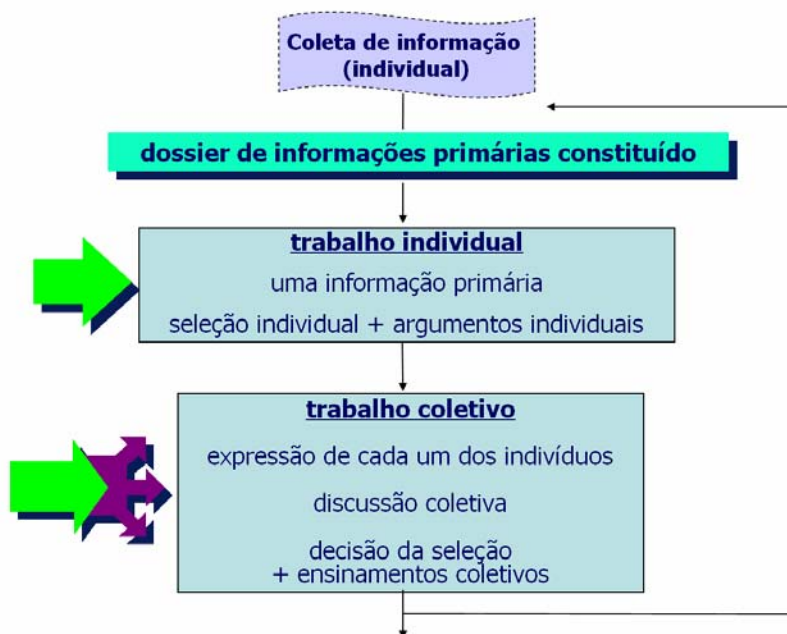 Coleta de informação
(individual)
dossier de informações primárias constituído
trabalho individual
uma informação primária
seleção individual + argumentos individuais
trabalho coletivo
expressão de cada um dos indivíduos
discussão coletiva
decisão da seleção
+ ensinamentos coletivos